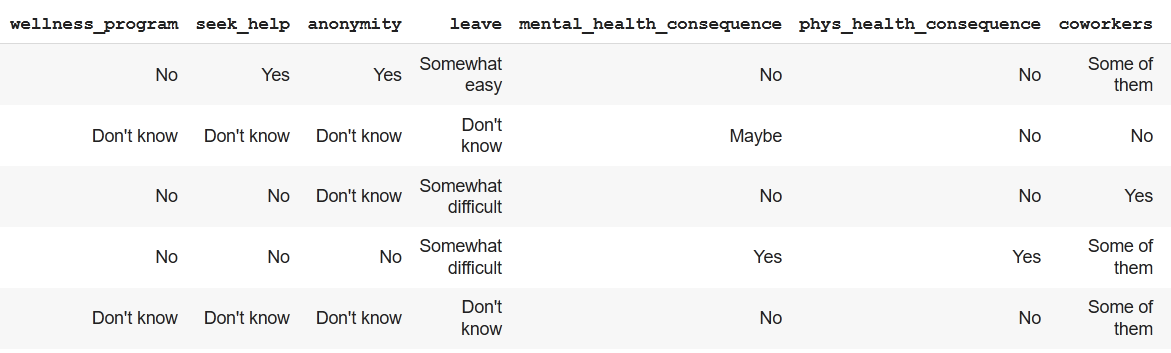 wellness_program seek_help anonymity leave mental_health_consequence phys_health_consequence coworkers
No Yes Yes Somewhat easy No No Some of them
Don't know Don't know Don't know Don't know Maybe No No
No No Don't know Somewhat difficult No No Yes
No No No Somewhat difficult Yes Yes Some of them
Don't know Don't know Don't know Don't know No No Some of them